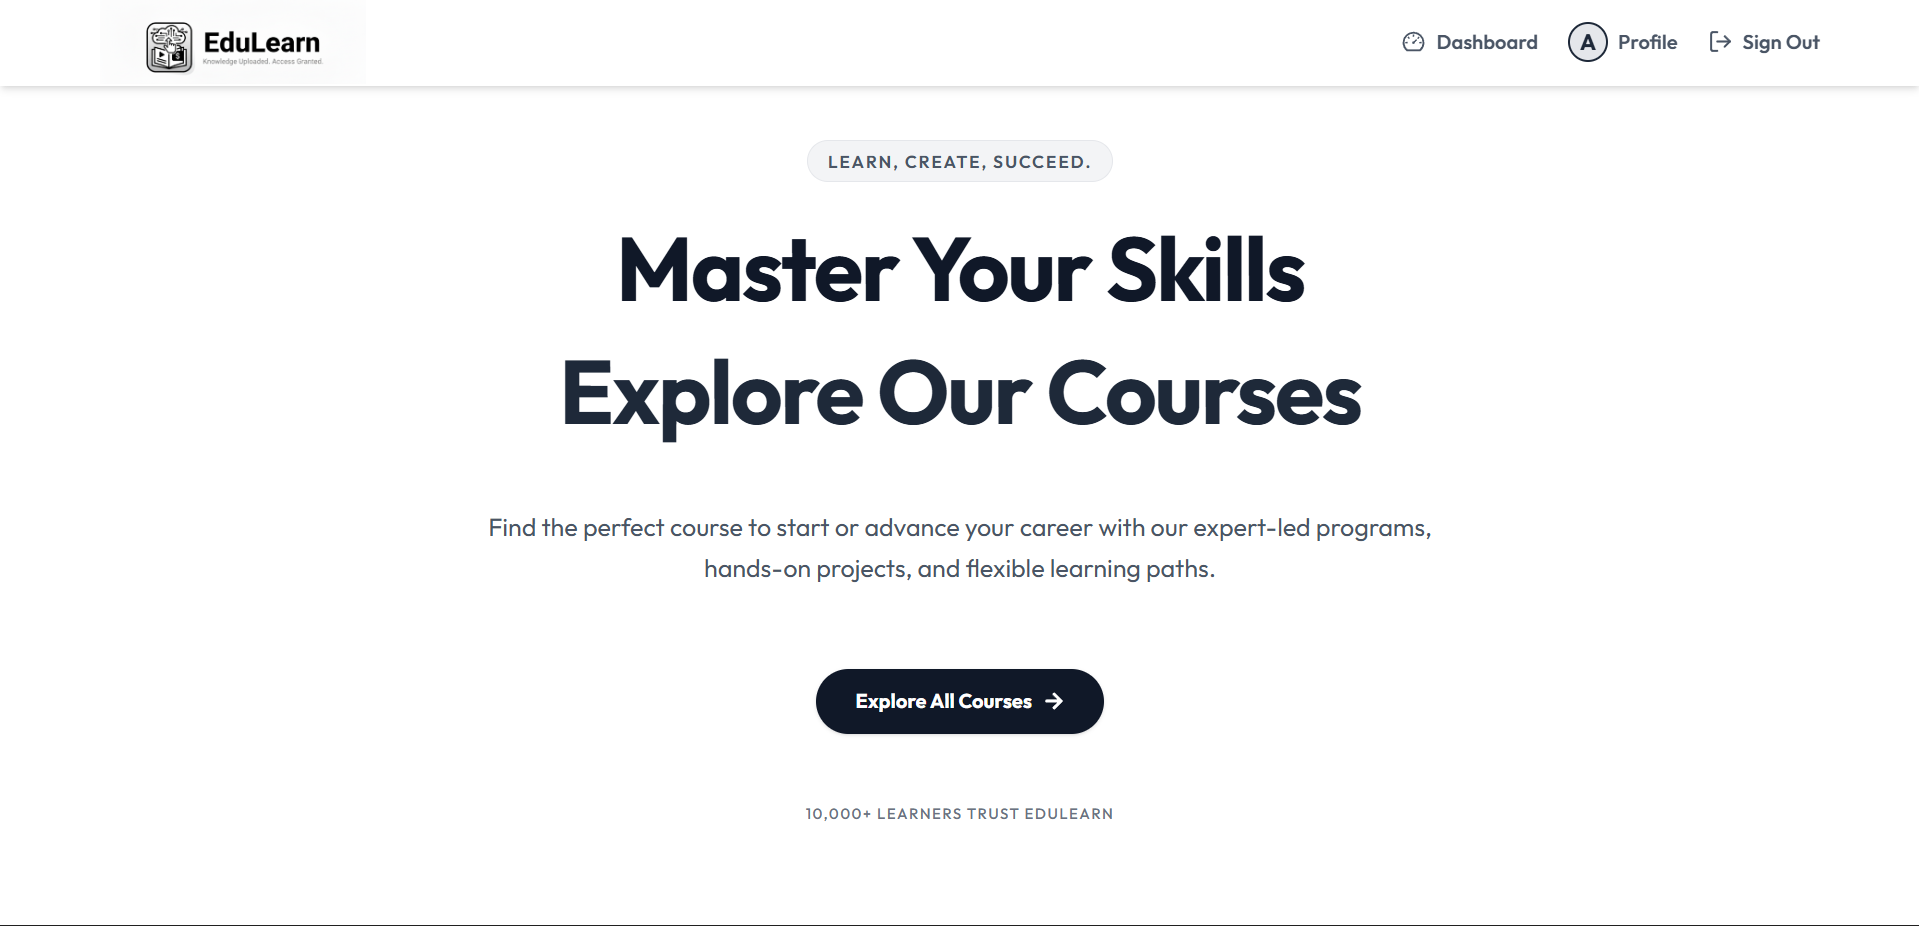 EduLearn
Knowledge Uploaded. Access Granted.
Dashboard
A
Profile
Sign Out
LEARN, CREATE, SUCCEED.
Master Your Skills
Explore Our Courses
Find the perfect course to start or advance your career with our expert-led programs,
hands-on projects, and flexible learning paths.
Explore All Courses →
10,000+ LEARNERS TRUST EDULEARN